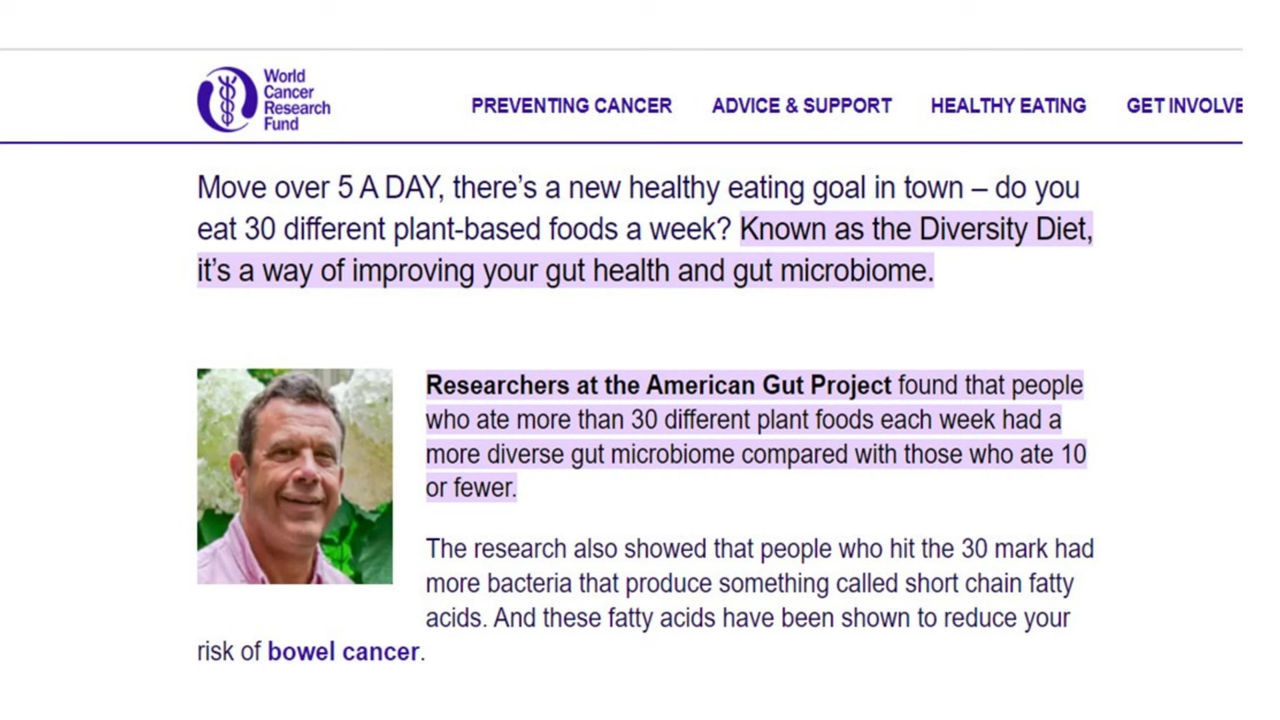 World
Cancer
Research
Fund
PREVENTING CANCER ADVICE & SUPPORT HEALTHY EATING GET INVOLVE
Move over 5 A DAY, there's a new healthy eating goal in town – do you
eat 30 different plant-based foods a week? Known as the Diversity Diet,
it's a way of improving your gut health and gut microbiome.
Researchers at the American Gut Project found that people
who ate more than 30 different plant foods each week had a
more diverse gut microbiome compared with those who ate 10
or fewer.
The research also showed that people who hit the 30 mark had
more bacteria that produce something called short chain fatty
acids. And these fatty acids have been shown to reduce your
risk of bowel cancer.